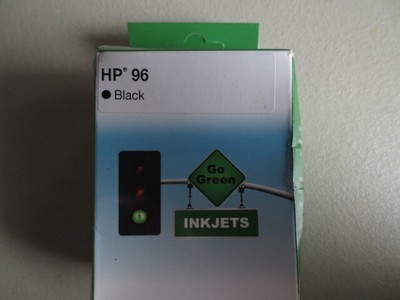 HP® 96
Black
Go
Green
INKJETS